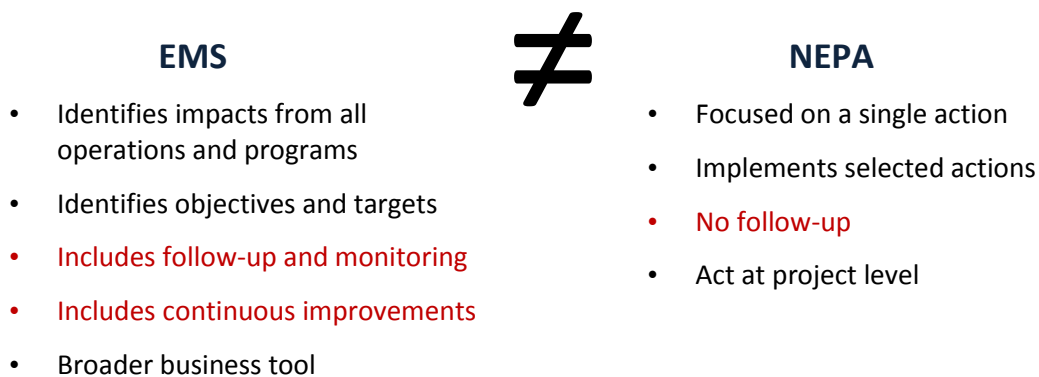 EMS
• Identifies impacts from all
operations and programs
• Identifies objectives and targets
• Includes follow-up and monitoring
• Includes continuous improvements
• Broader business tool
≠
NEPA
• Focused on a single action
• Implements selected actions
• No follow-up
• Act at project level